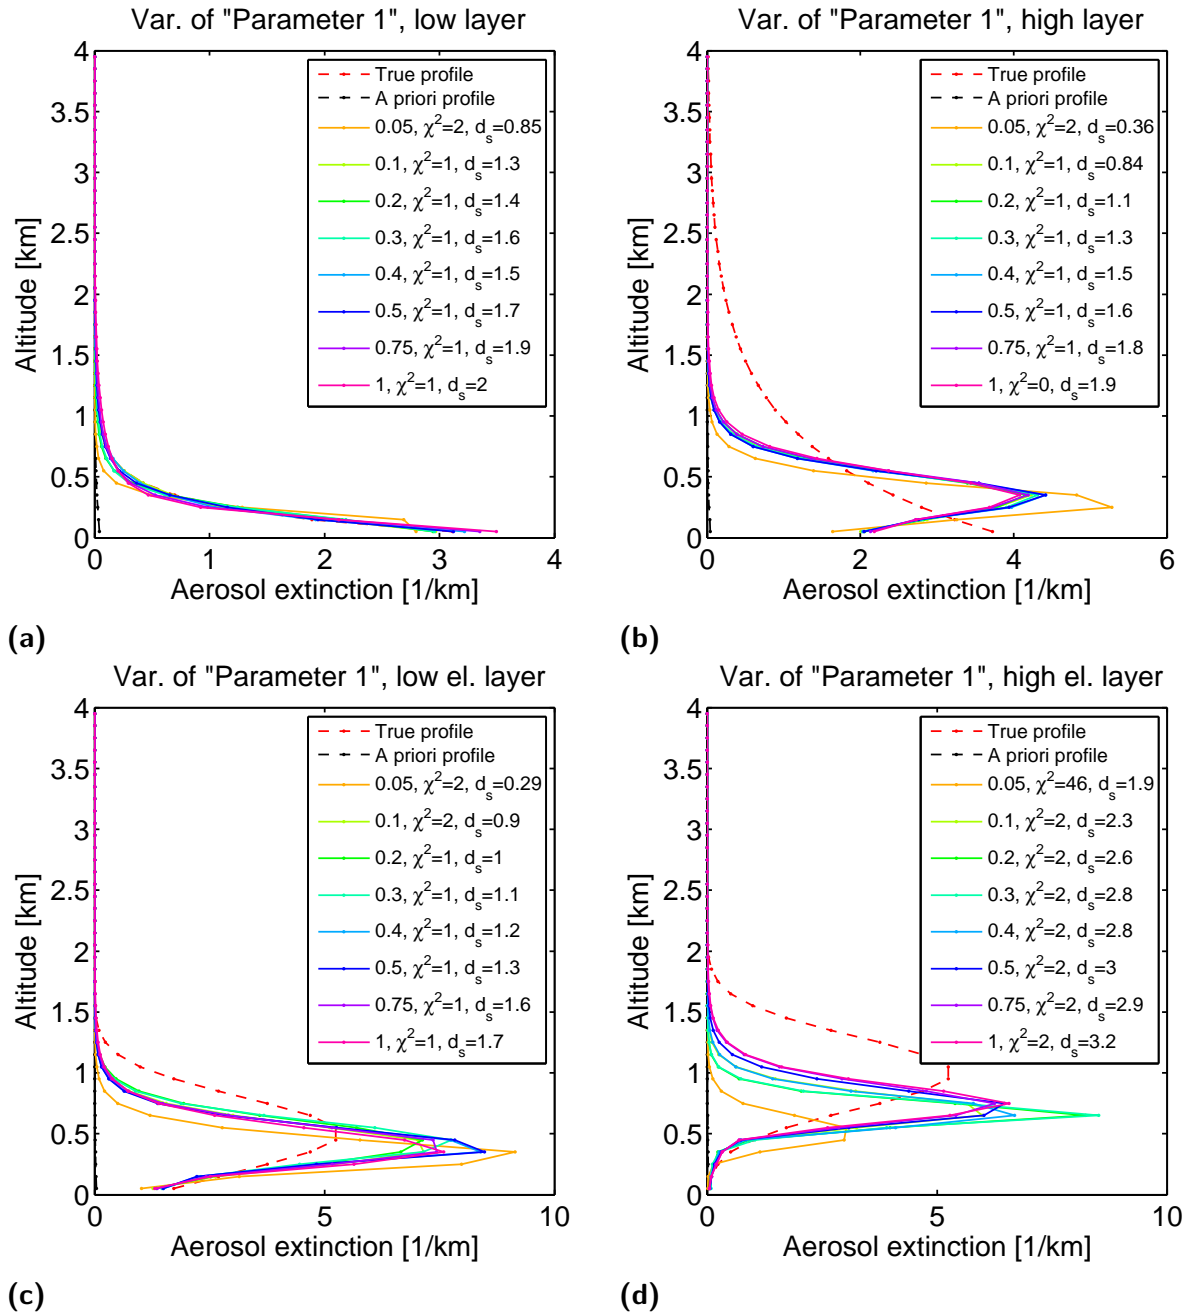 Var. of "Parameter 1", low layer
4
3.5
3
2.5
2
1.5
1
0.5
0
Altitude [km]
True profile
A priori profile
0.05, χ²=2, dₛ=0.85
0.1, χ²=1, dₛ=1.3
0.2, χ²=1, dₛ=1.4
0.3, χ²=1, dₛ=1.6
0.4, χ²=1, dₛ=1.5
0.5, χ²=1, dₛ=1.7
0.75, χ²=1, dₛ=1.9
1, χ²=1, dₛ=2
0 1 2 3 4
Aerosol extinction [1/km]
(a)
Var. of "Parameter 1", high layer
4
3.5
3
2.5
2
1.5
1
0.5
0
Altitude [km]
True profile
A priori profile
0.05, χ²=2, dₛ=0.36
0.1, χ²=1, dₛ=0.84
0.2, χ²=1, dₛ=1.1
0.3, χ²=1, dₛ=1.3
0.4, χ²=1, dₛ=1.5
0.5, χ²=1, dₛ=1.6
0.75, χ²=1, dₛ=1.8
1, χ²=0, dₛ=1.9
0 2 4 6
Aerosol extinction [1/km]
(b)
Var. of "Parameter 1", low el. layer
4
3.5
3
2.5
2
1.5
1
0.5
0
Altitude [km]
True profile
A priori profile
0.05, χ²=2, dₛ=0.29
0.1, χ²=2, dₛ=0.9
0.2, χ²=1, dₛ=1
0.3, χ²=1, dₛ=1.1
0.4, χ²=1, dₛ=1.2
0.5, χ²=1, dₛ=1.3
0.75, χ²=1, dₛ=1.6
1, χ²=1, dₛ=1.7
0 5 10
Aerosol extinction [1/km]
(c)
Var. of "Parameter 1", high el. layer
4
3.5
3
2.5
2
1.5
1
0.5
0
Altitude [km]
True profile
A priori profile
0.05, χ²=46, dₛ=1.9
0.1, χ²=2, dₛ=2.3
0.2, χ²=2, dₛ=2.6
0.3, χ²=2, dₛ=2.8
0.4, χ²=2, dₛ=2.8
0.5, χ²=2, dₛ=3
0.75, χ²=2, dₛ=2.9
1, χ²=2, dₛ=3.2
0 5 10
Aerosol extinction [1/km]
(d)